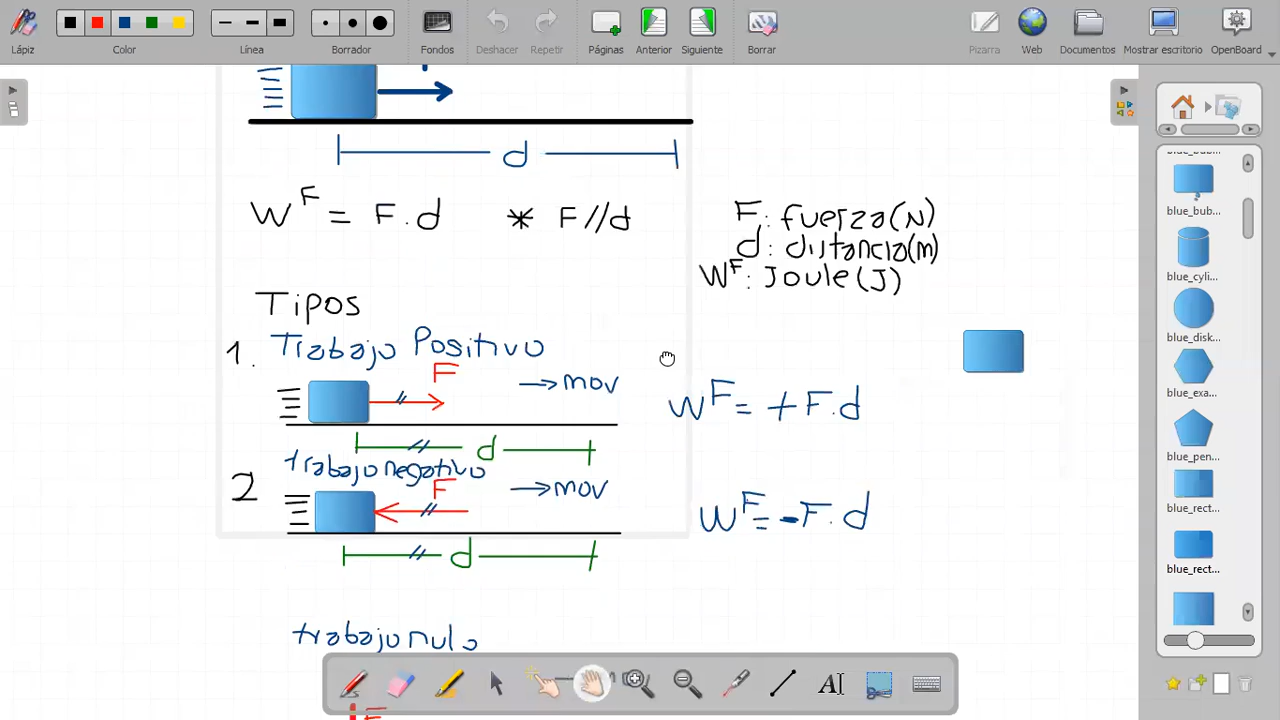 Lápiz
Color
Línea
Borrador
Fondos
Deshacer
Repetir
Páginas
Anterior
Siguiente
Borrar
Pizarra
Web
Documentos
Mostrar escritorio
OpenBoard
d
W^F = F.d * F//d
F: fuerza(N)
d: distancia(m)
W^F: Joule(J)
Tipos
1. Trabajo Positivo
F
→mov
W^F= +F.d
d
trabajo negativo
2
F
→mov
W^F= -F.d
d
trabajo nulo
F
blue_bub...
blue_bub...
blue_cyli...
blue_disk...
blue_exa...
blue_pen...
blue_rect...
blue_rect...